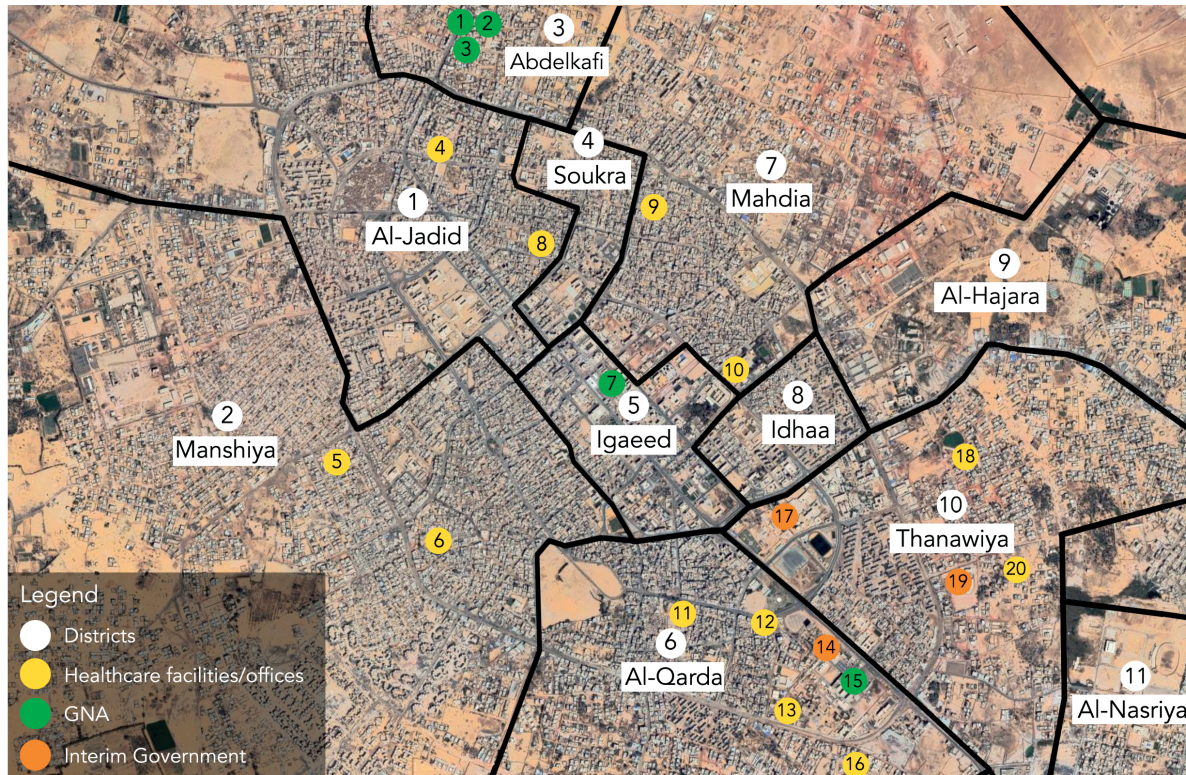 1
2
3
3
Abdelkafi
4
4
Soukra
7
Mahdia
1
Al-Jadid
9
8
9
Al-Hajara
10
7
5
Igaeed
8
Idhaa
2
Manshiya
5
6
18
10
Thanawiya
17
19
20
11
6
Al-Qarda
12
14
15
13
16
11
Al-Nasriya
Legend
Districts
Healthcare facilities/offices
GNA
Interim Government